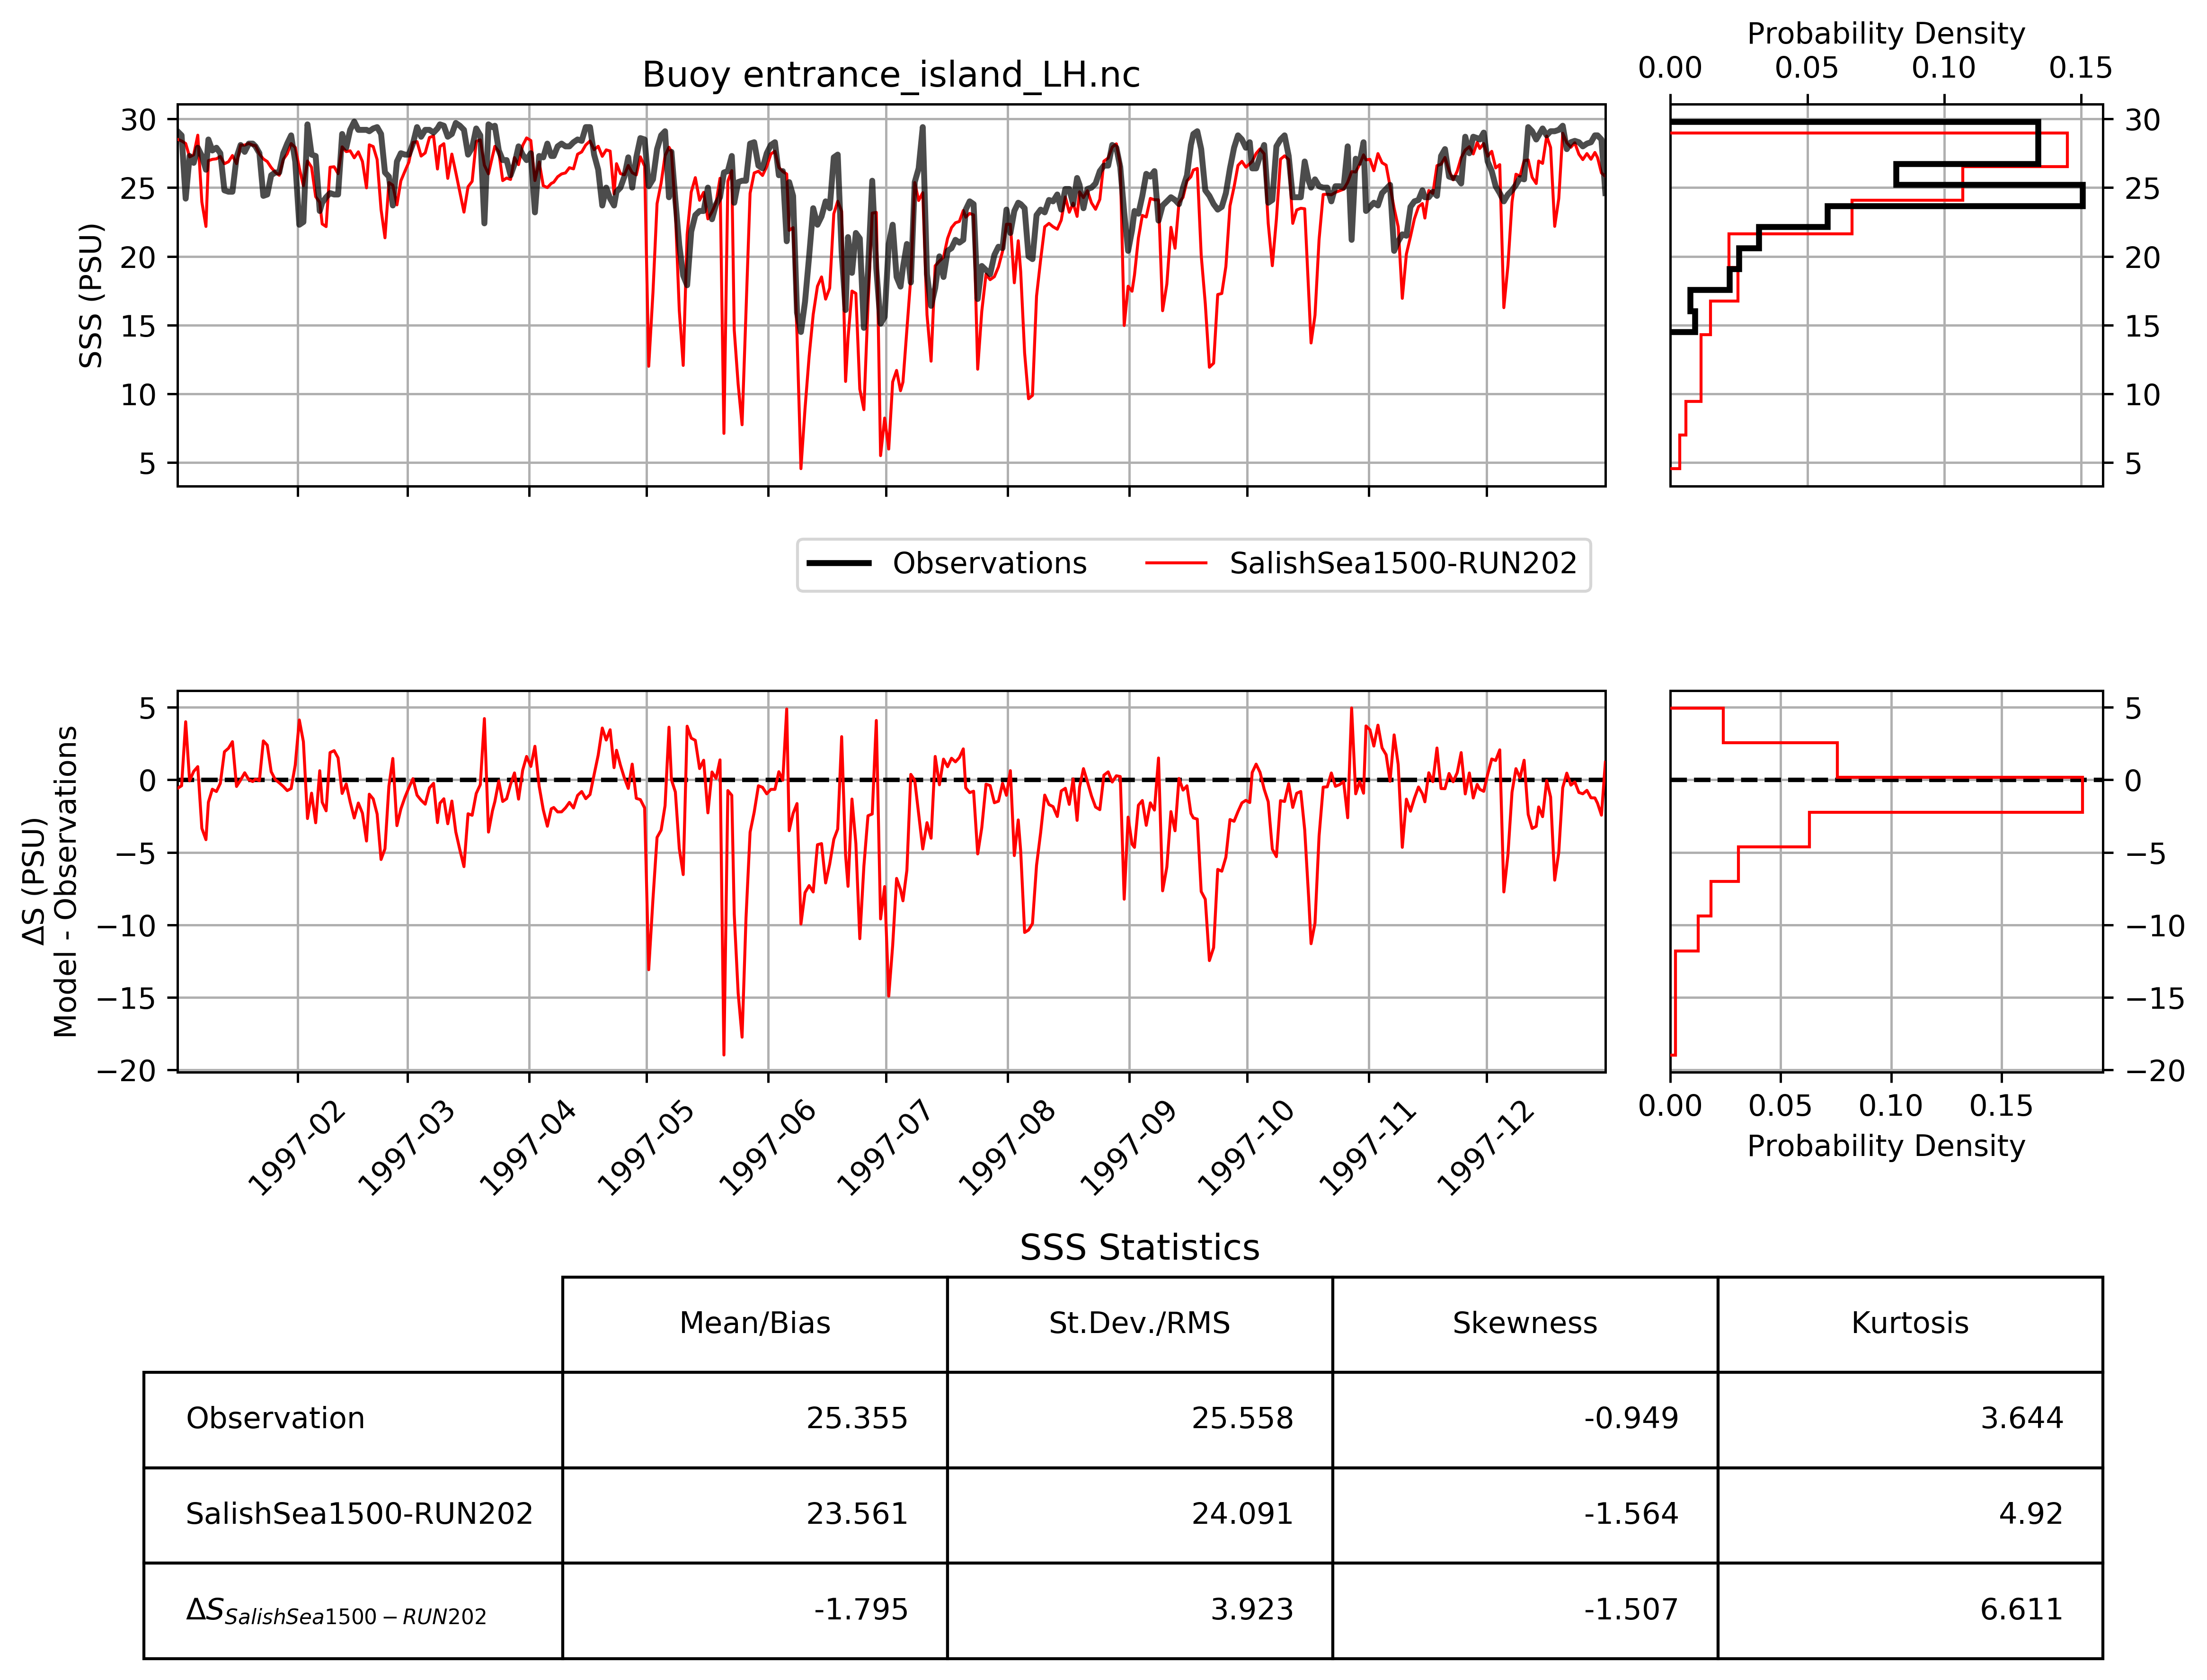 Probability Density
0.00 0.05 0.10 0.15
Buoy entrance_island_LH.nc
SSS (PSU)
30
25
20
15
10
5
30
25
20
15
10
5
Observations SalishSea1500-RUN202
ΔS (PSU)
Model - Observations
5
0
−5
−10
−15
−20
5
0
−5
−10
−15
−20
1997-02 1997-03 1997-04 1997-05 1997-06 1997-07 1997-08 1997-09 1997-10 1997-11 1997-12
0.00 0.05 0.10 0.15
Probability Density
SSS Statistics
Mean/Bias St.Dev./RMS Skewness Kurtosis
Observation 25.355 25.558 -0.949 3.644
SalishSea1500-RUN202 23.561 24.091 -1.564 4.92
ΔS SalishSea1500−RUN202 -1.795 3.923 -1.507 6.611